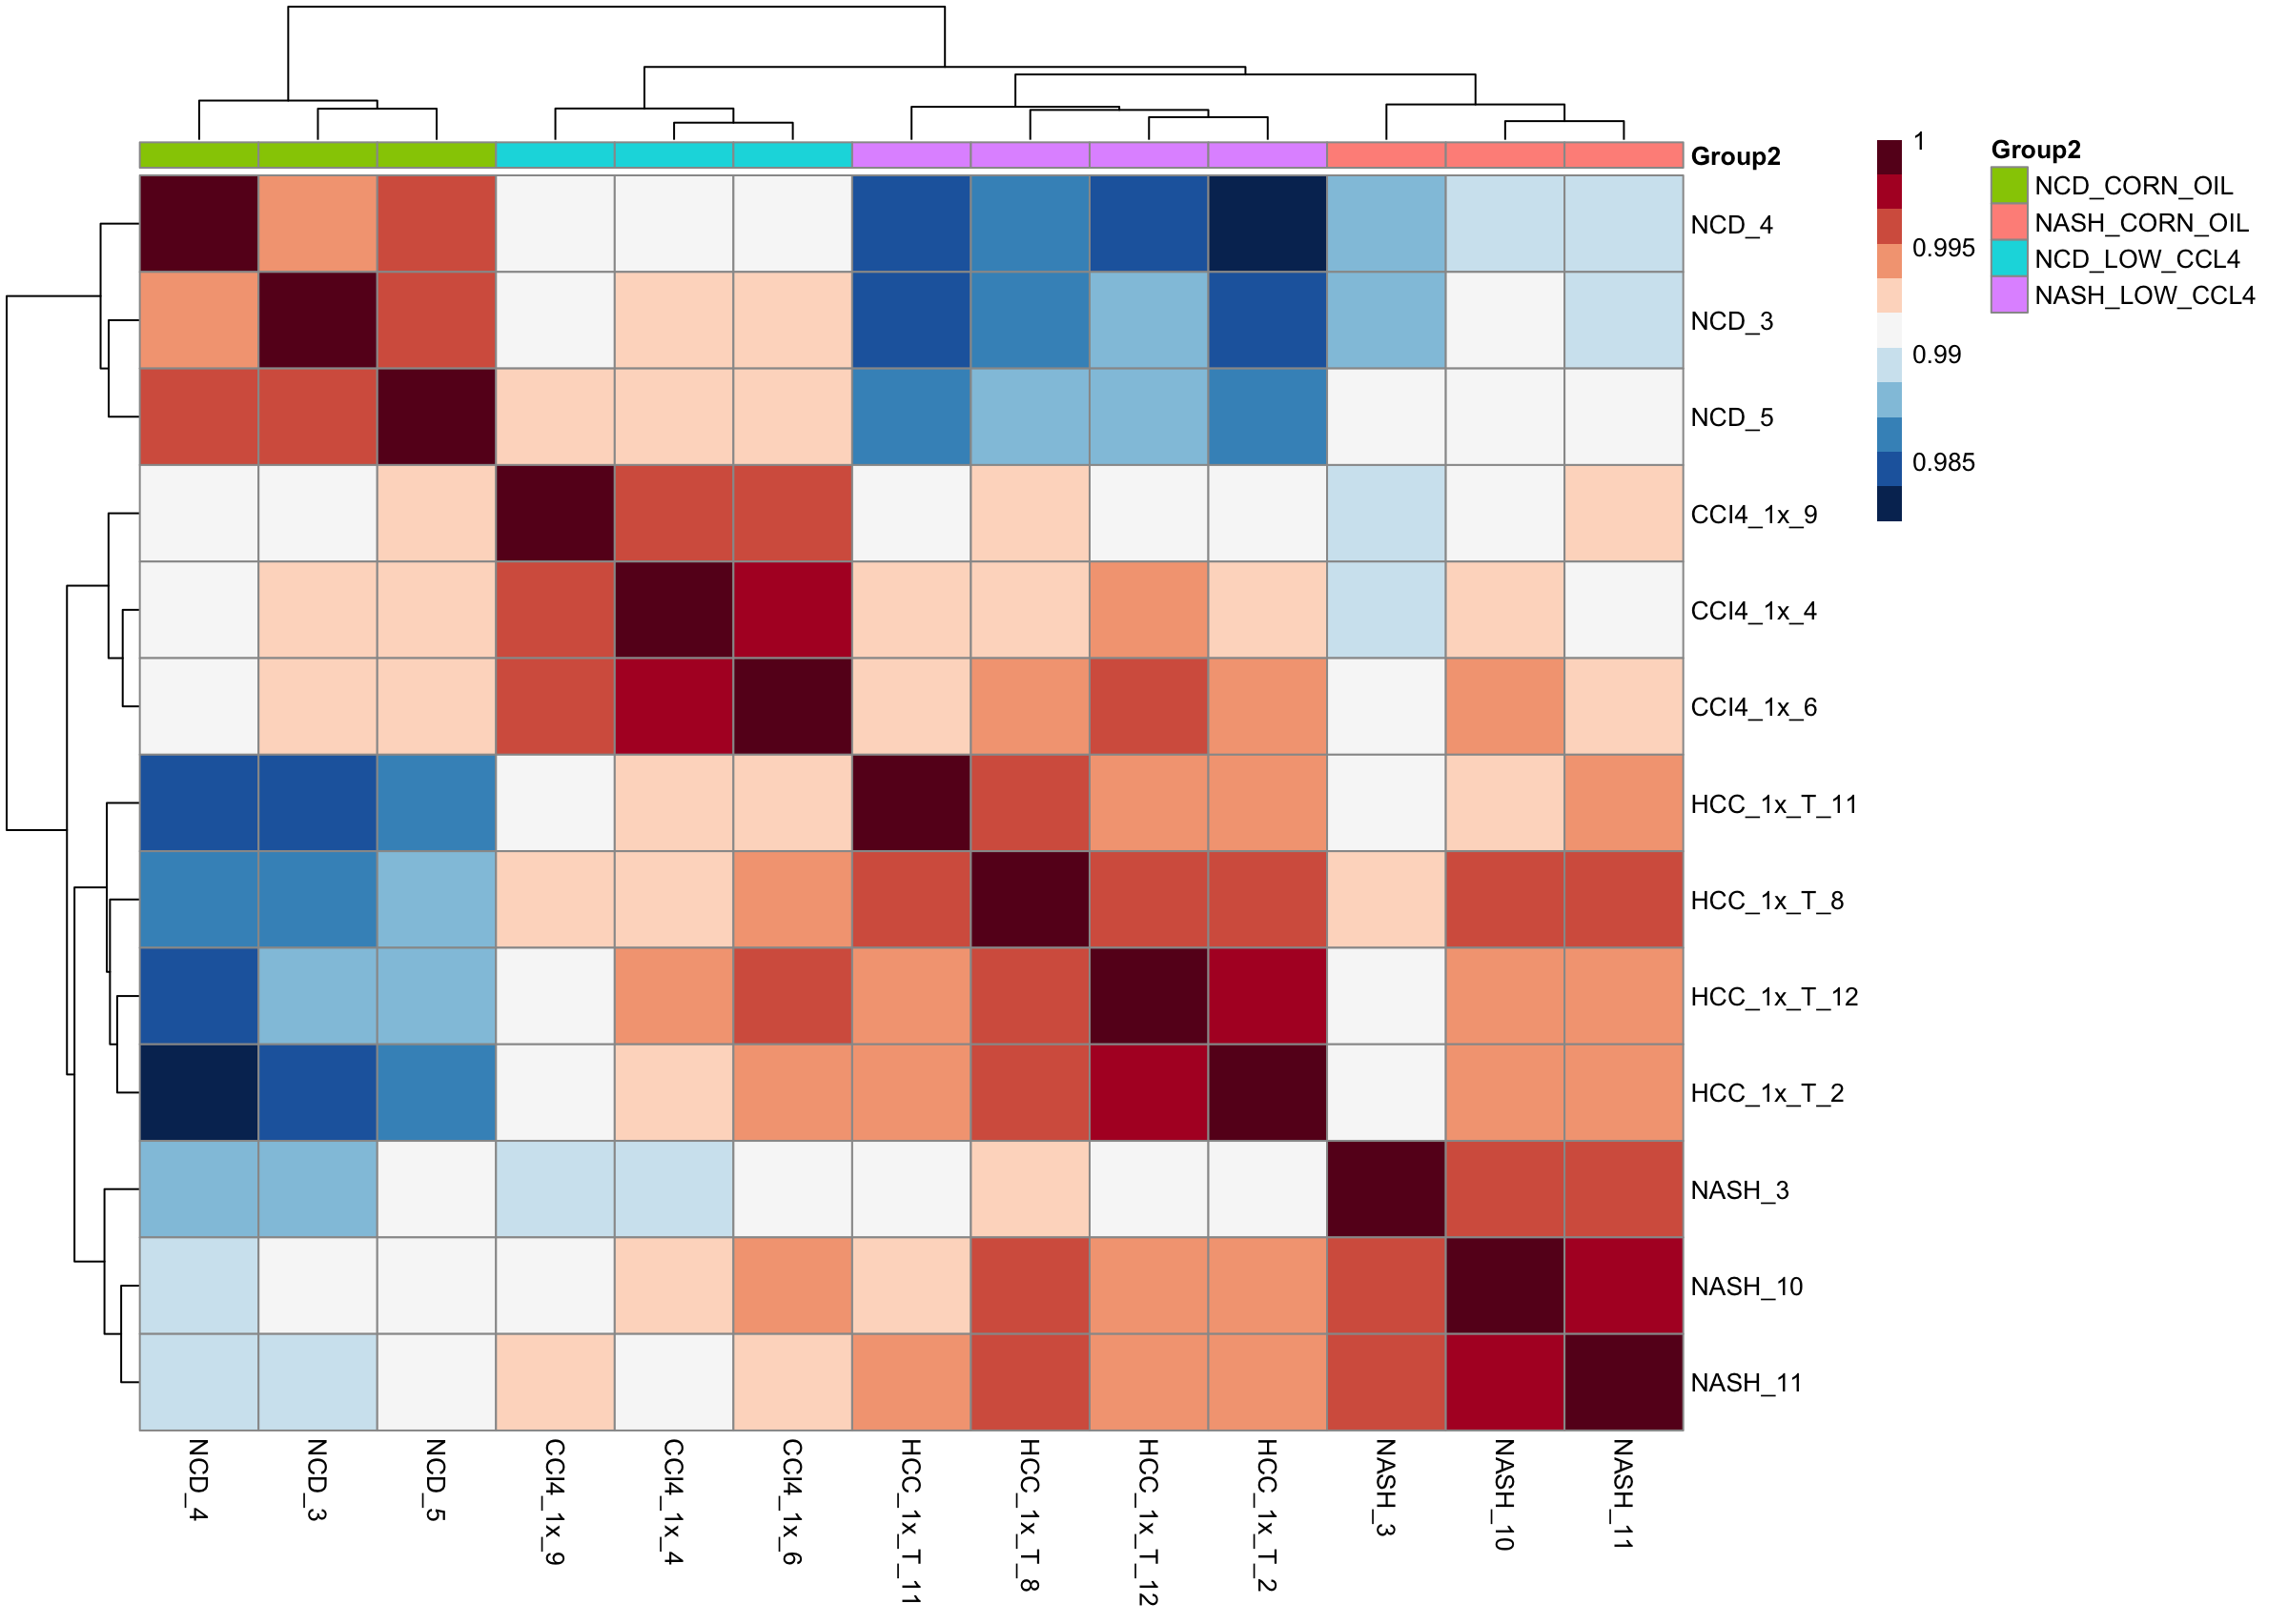 Group2
NCD_4
NCD_3
NCD_5
CCl4_1x_9
CCl4_1x_4
CCl4_1x_6
HCC_1x_T_11
HCC_1x_T_8
HCC_1x_T_12
HCC_1x_T_2
NASH_3
NASH_10
NASH_11
NCD_4
NCD_3
NCD_5
CCl4_1x_9
CCl4_1x_4
CCl4_1x_6
HCC_1x_T_11
HCC_1x_T_8
HCC_1x_T_12
HCC_1x_T_2
NASH_3
NASH_10
NASH_11
1
0.995
0.99
0.985
Group2
NCD_CORN_OIL
NASH_CORN_OIL
NCD_LOW_CCL4
NASH_LOW_CCL4